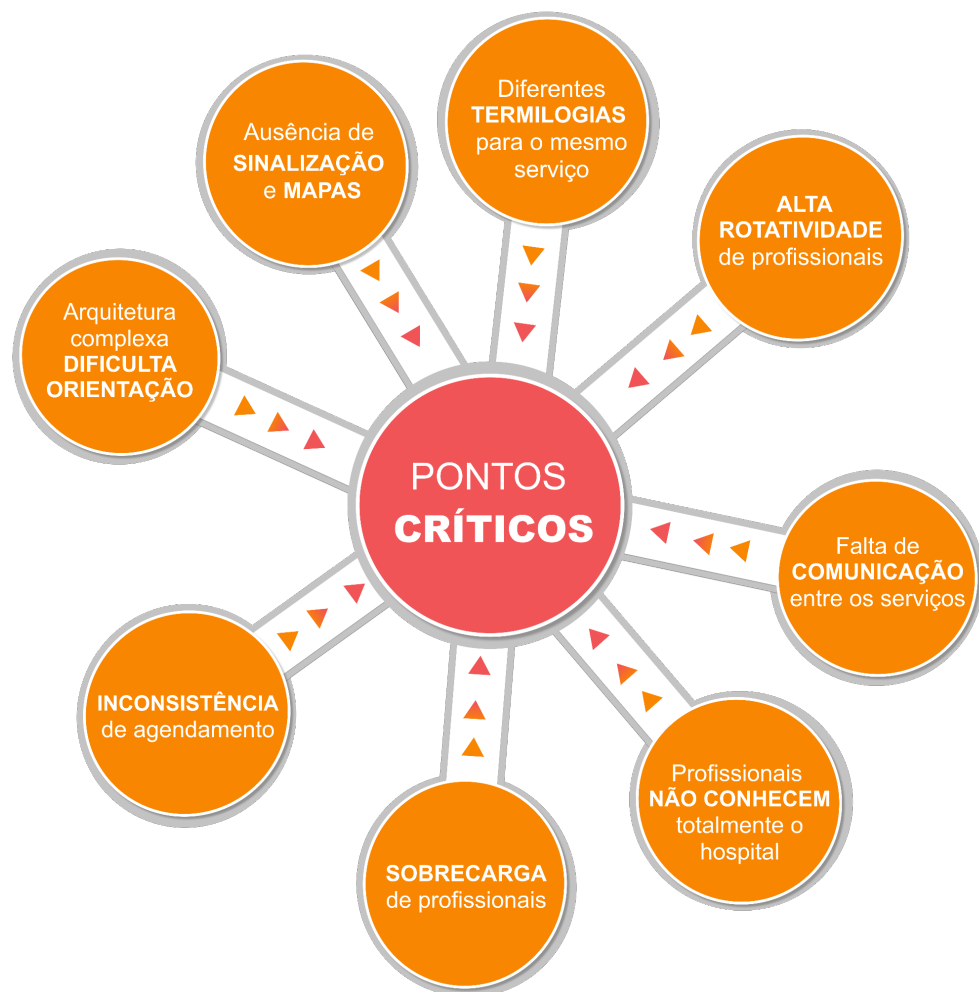 Diferentes
TERMILOGIAS
para o mesmo
serviço
Ausência de
SINALIZAÇÃO
e MAPAS
ALTA
ROTATIVIDADE
de profissionais
Arquitetura
complexa
DIFICULTA
ORIENTAÇÃO
PONTOS
CRÍTICOS
Falta de
COMUNICAÇÃO
entre os serviços
INCONSISTÊNCIA
de agendamento
Profissionais
NÃO CONHECEM
totalmente o
hospital
SOBRECARGA
de profissionais